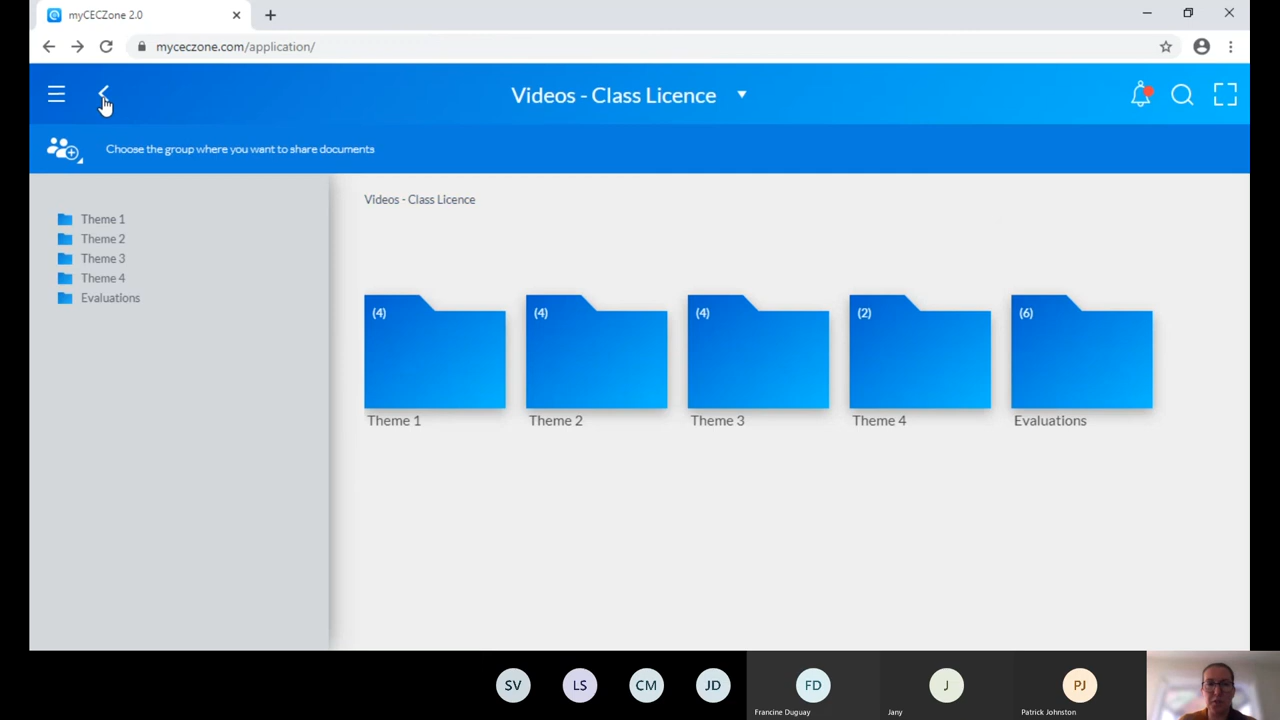 myCECZone 2.0
myceczone.com/application/
Videos - Class Licence
Choose the group where you want to share documents
Theme 1
Theme 2
Theme 3
Theme 4
Evaluations
Videos - Class Licence
(4)
(4)
(4)
(2)
(6)
Theme 1
Theme 2
Theme 3
Theme 4
Evaluations
SV
LS
CM
JD
FD
J
PJ
Francine Duguay
Jany
Patrick Johnston